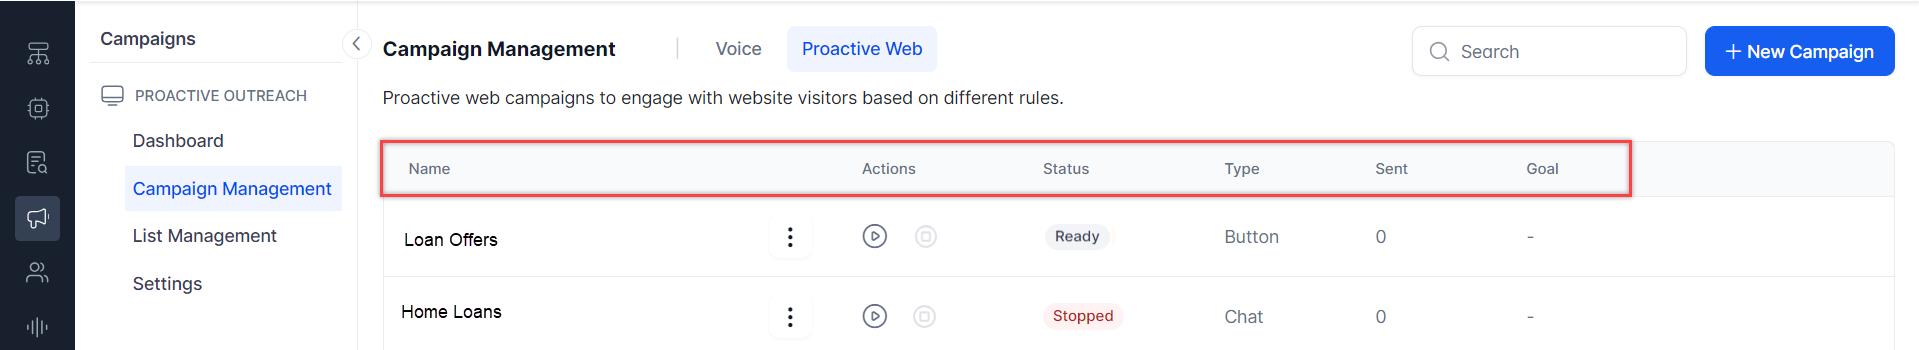 Campaigns
PROACTIVE OUTREACH
Dashboard
Campaign Management
List Management
Settings
Campaign Management | Voice Proactive Web
Search
+ New Campaign
Proactive web campaigns to engage with website visitors based on different rules.
Name Actions Status Type Sent Goal
Loan Offers Ready Button 0 -
Home Loans Stopped Chat 0 -